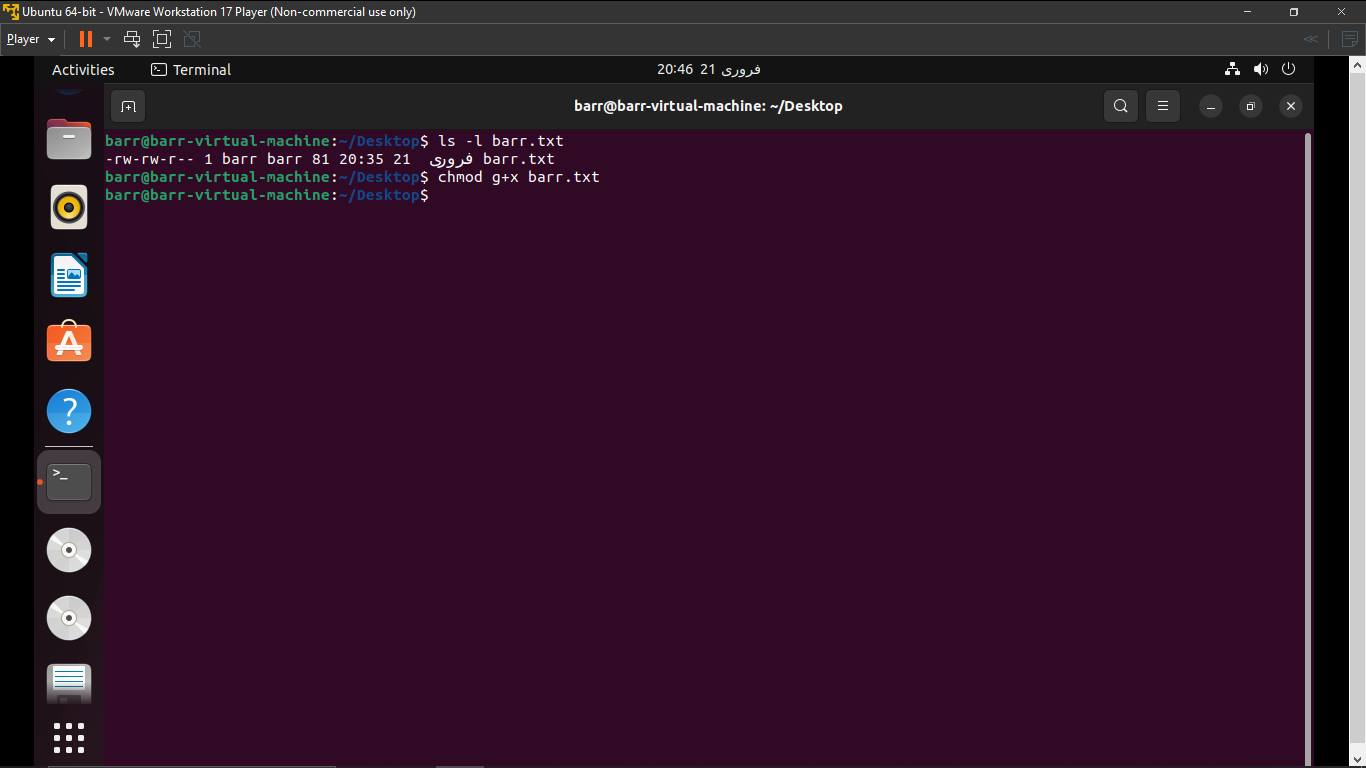 Ubuntu 64-bit - VMware Workstation 17 Player (Non-commercial use only)
Player
Activities
Terminal
20:46 21 فروری
barr@barr-virtual-machine: ~/Desktop
barr@barr-virtual-machine:~/Desktop$ ls -l barr.txt
-rw-rw-r-- 1 barr barr 81 20:35 21 فروری barr.txt
barr@barr-virtual-machine:~/Desktop$ chmod g+x barr.txt
barr@barr-virtual-machine:~/Desktop$